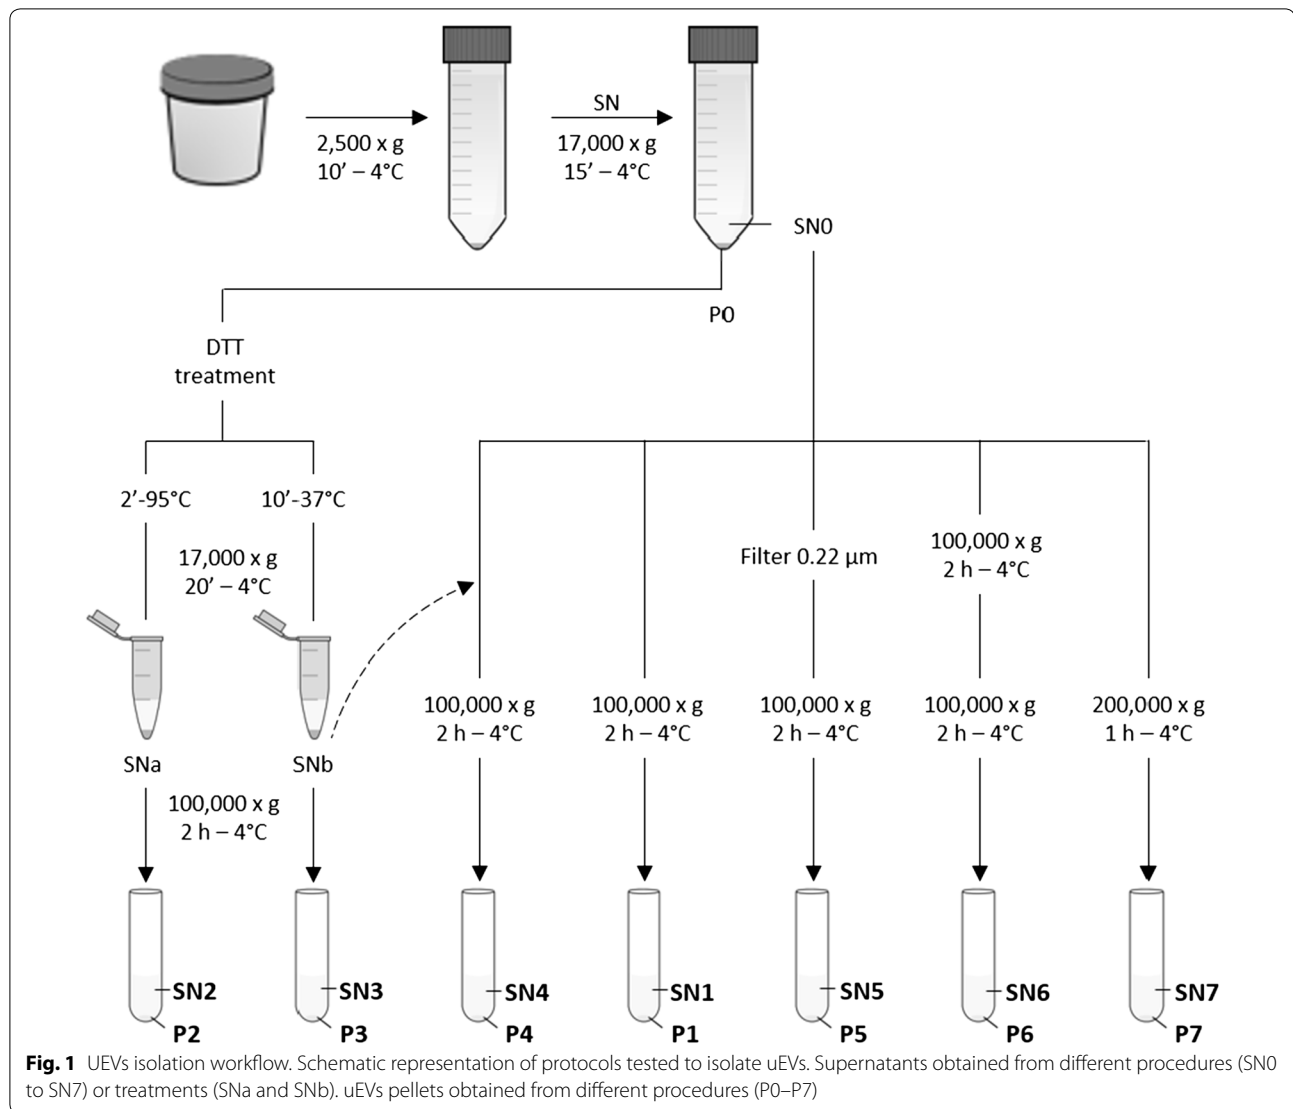 2,500 x g
10’ – 4°C
SN
17,000 x g
15’ – 4°C
SN0
P0
DTT
treatment
2’-95°C
10’-37°C
17,000 x g
20’ – 4°C
Filter 0.22 µm
100,000 x g
2 h – 4°C
100,000 x g
2 h – 4°C
100,000 x g
2 h – 4°C
100,000 x g
2 h – 4°C
100,000 x g
2 h – 4°C
200,000 x g
1 h – 4°C
SNa
SNb
100,000 x g
2 h – 4°C
SN2
P2
SN3
P3
SN4
P4
SN1
P1
SN5
P5
SN6
P6
SN7
P7
Fig. 1 UEVs isolation workflow. Schematic representation of protocols tested to isolate uEVs. Supernatants obtained from different procedures (SN0
to SN7) or treatments (SNa and SNb). uEVs pellets obtained from different procedures (P0–P7)